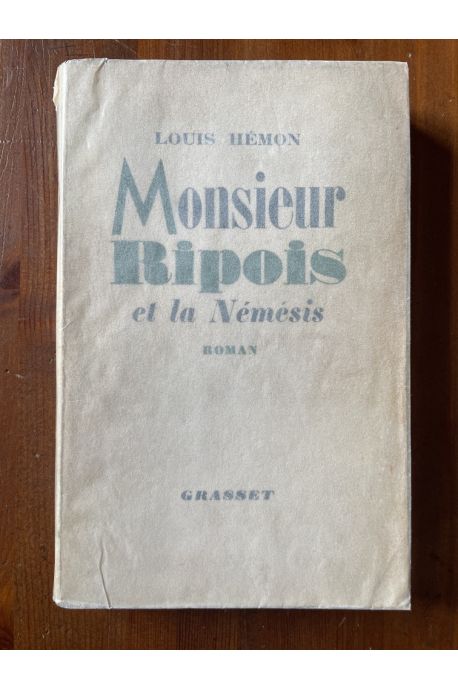 LOUIS HÉMON
Monsieur
Ripois
et la Némésis
ROMAN
GRASSET